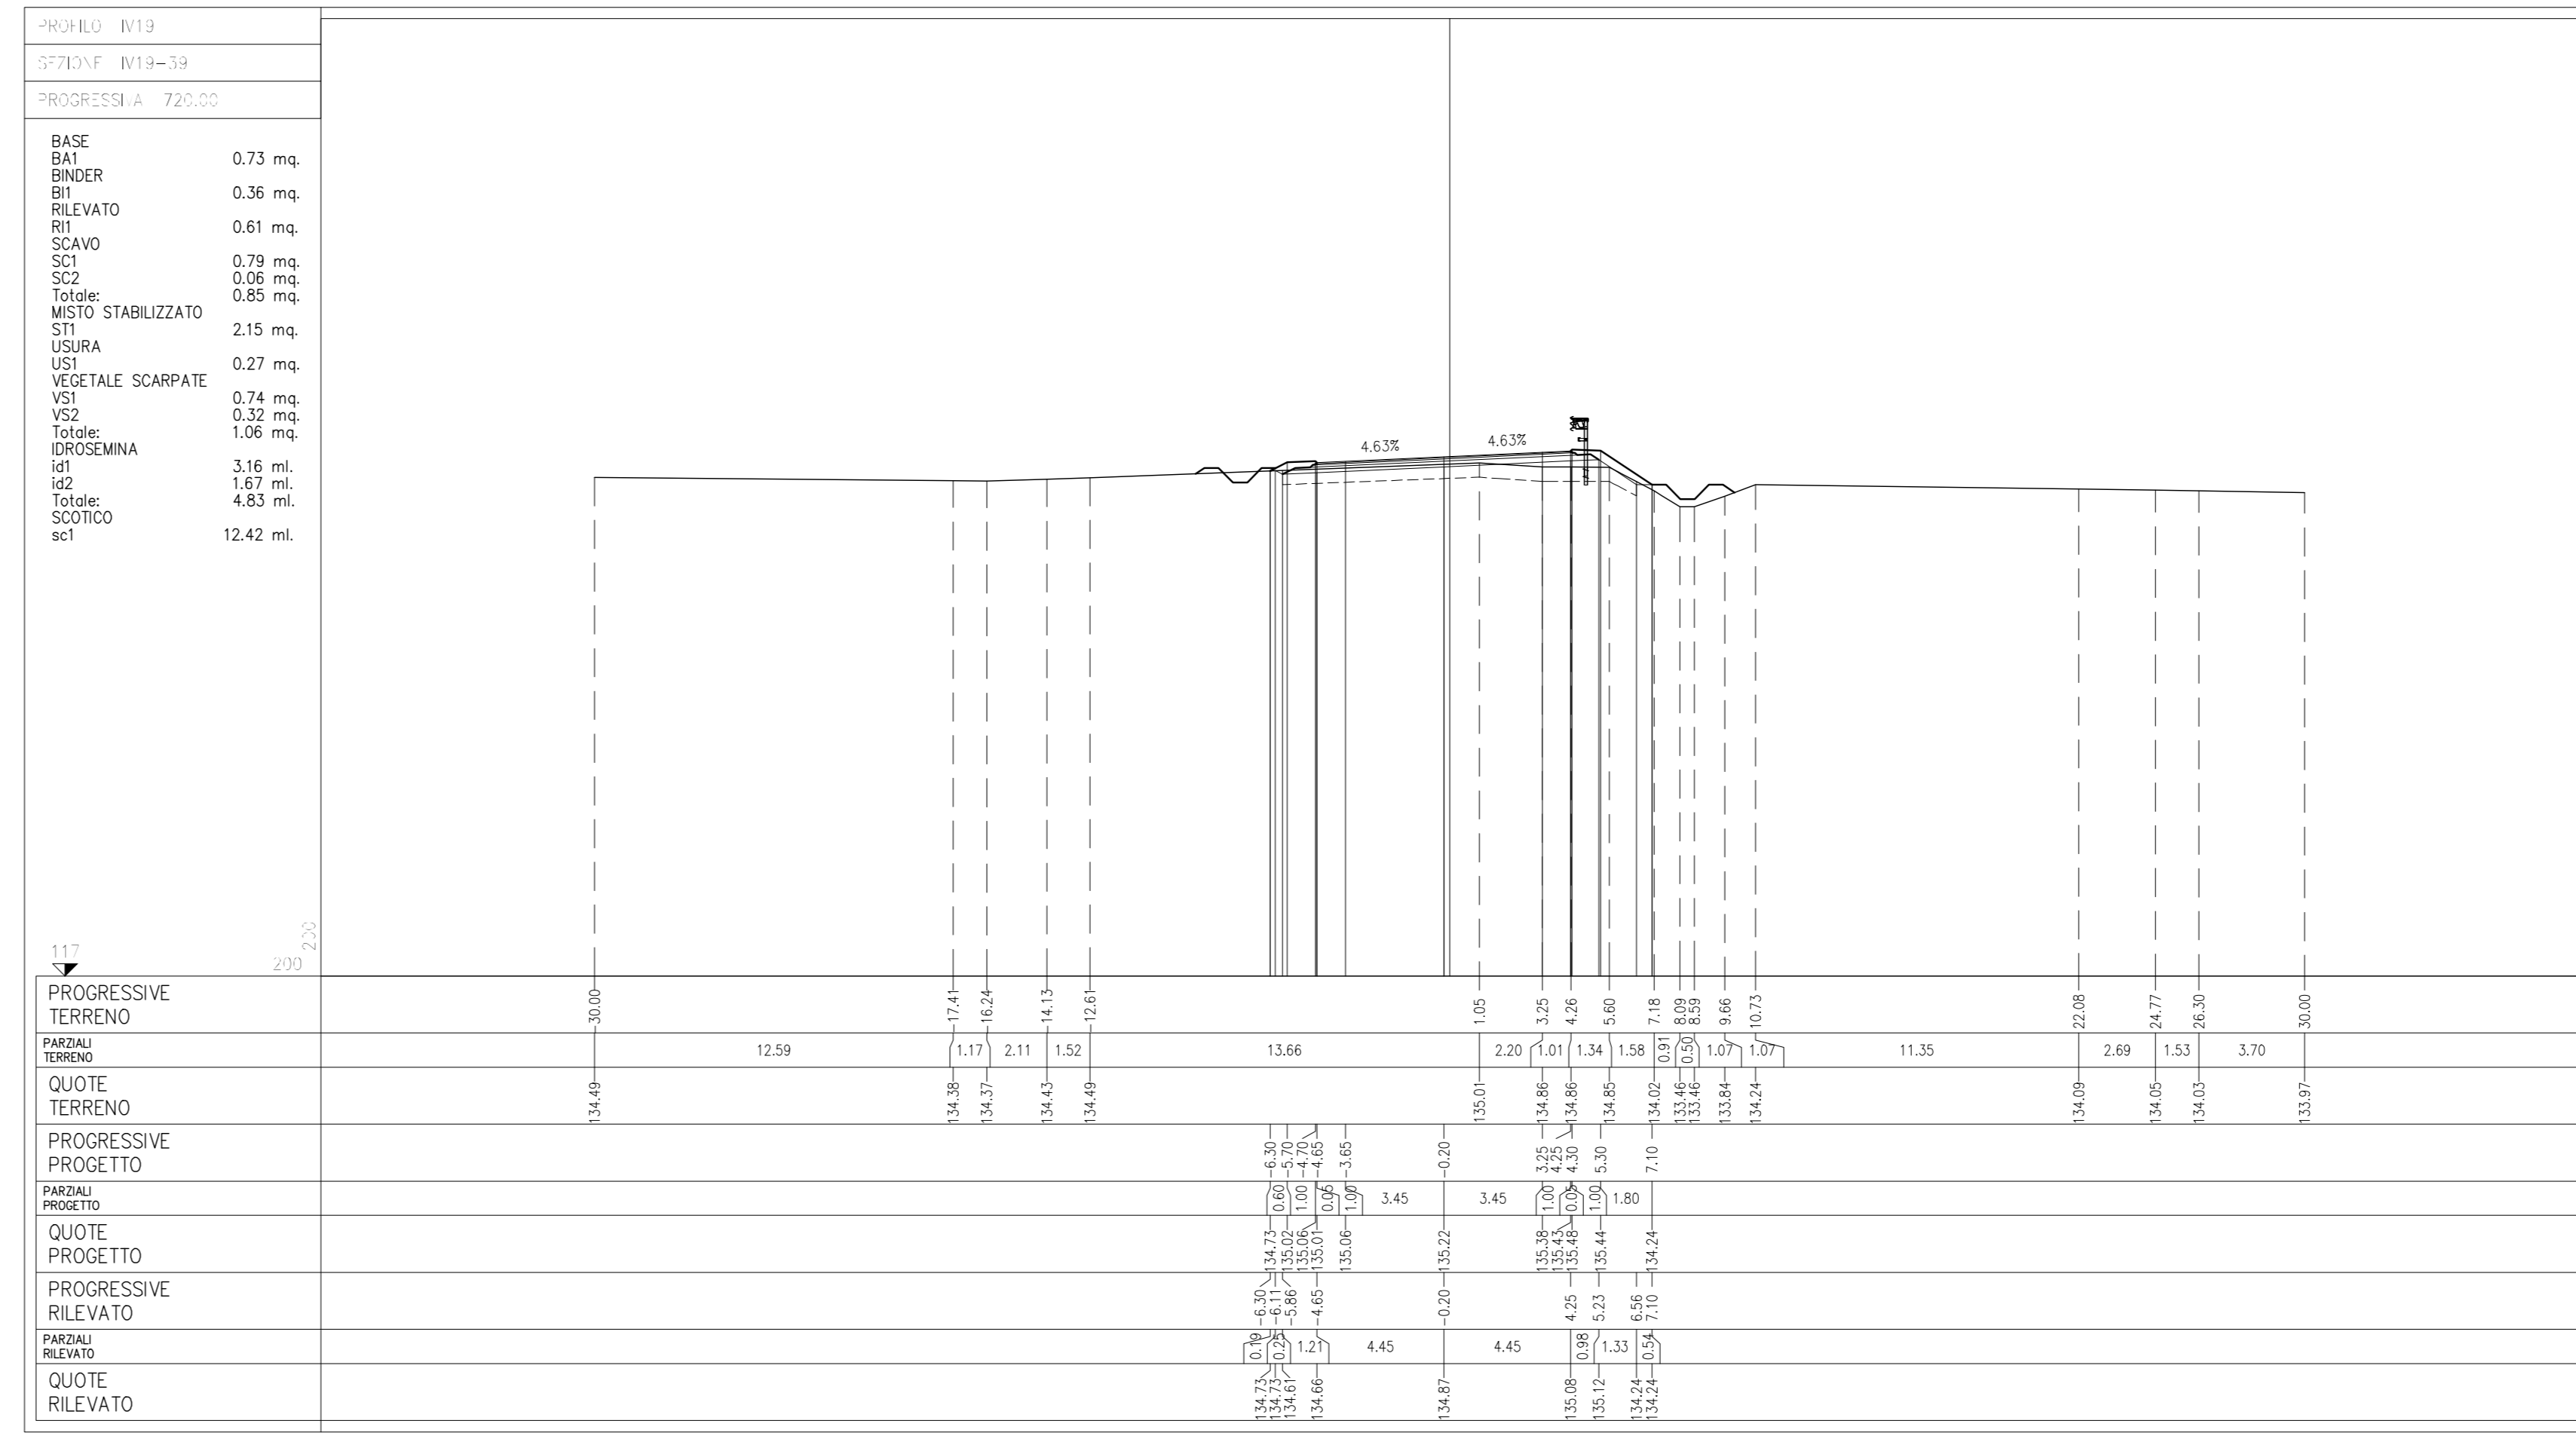 PROFILO IV19
SEZIONE IV19-39
PROGRESSIVA 720.00
BASE
BA1 0.73 mq.
BINDER
BI1 0.36 mq.
RILEVATO
RI1 0.61 mq.
SCAVO
SC1 0.79 mq.
SC2 0.06 mq.
Totale: 0.85 mq.
MISTO STABILIZZATO
ST1 2.15 mq.
USURA
US1 0.27 mq.
VEGETALE SCARPATE
VS1 0.74 mq.
VS2 0.32 mq.
Totale: 1.06 mq.
IDROSEMINA
id1 3.16 ml.
id2 1.67 ml.
Totale: 4.83 ml.
SCOTICO
sc1 12.42 ml.
4.63% 4.63%
117
200
200
PROGRESSIVE
TERRENO
-30.00 -17.41 -16.24 -14.13 -12.61 1.05 3.25 4.26 5.60 7.18 8.09 8.59 9.66 10.73 22.08 24.77 26.30 30.00
PARZIALI
TERRENO
12.59 1.17 2.11 1.52 13.66 2.20 1.01 1.34 1.58 0.91 0.50 1.07 1.07 11.35 2.69 1.53 3.70
QUOTE
TERRENO
134.49 134.38 134.37 134.43 134.49 135.01 134.86 134.86 134.85 134.02 133.46 133.46 133.84 134.24 134.09 134.05 134.03 133.97
PROGRESSIVE
PROGETTO
-6.30 -5.70 -4.70 -4.65 -3.65 -0.20 3.25 4.25 4.30 5.30 7.10
PARZIALI
PROGETTO
0.60 1.00 0.05 1.00 3.45 3.45 1.00 0.05 1.00 1.80
QUOTE
PROGETTO
134.73 135.02 135.06 135.01 135.06 135.22 135.38 135.43 135.48 135.44 134.24
PROGRESSIVE
RILEVATO
-6.30 -6.11 -5.86 -4.65 -0.20 4.25 5.23 6.56 7.10
PARZIALI
RILEVATO
0.19 0.25 1.21 4.45 4.45 0.98 1.33 0.54
QUOTE
RILEVATO
134.73 134.73 134.61 134.66 134.87 135.08 135.12 134.24 134.24